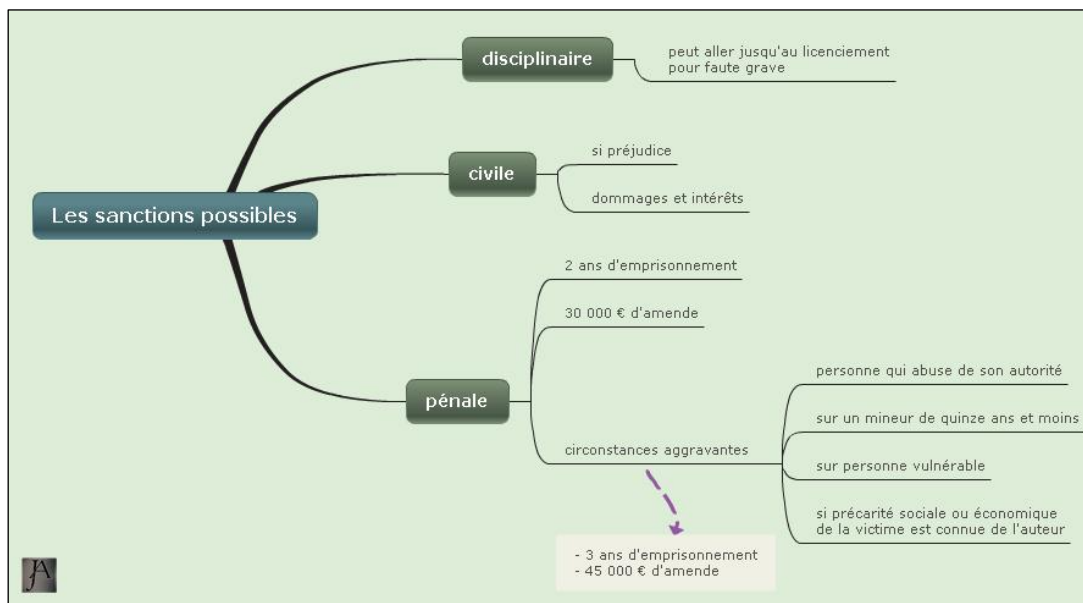 disciplinaire
peut aller jusqu'au licenciement
pour faute grave
civile
si préjudice
dommages et intérêts
Les sanctions possibles
pénale
2 ans d'emprisonnement
30 000 € d'amende
circonstances aggravantes
personne qui abuse de son autorité
sur un mineur de quinze ans et moins
sur personne vulnérable
si précarité sociale ou économique
de la victime est connue de l'auteur
- 3 ans d'emprisonnement
- 45 000 € d'amende
JA